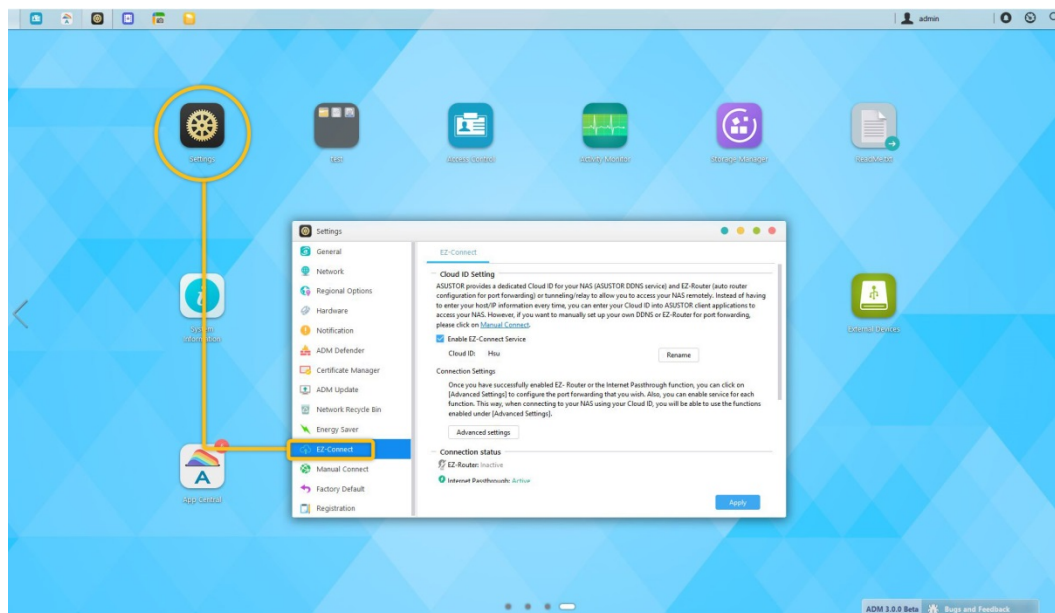 admin
Settings
Test
Access Control
Activity Monitor
Storage Manager
System
Information
External Devices
App Central
Settings
General
Network
Regional Options
Hardware
Notification
ADM Defender
Certificate Manager
ADM Update
Network Recycle Bin
Energy Saver
EZ-Connect
Manual Connect
Factory Default
Registration
EZ-Connect
Cloud ID Setting
ASUSTOR provides a dedicated Cloud ID for your NAS (ASUSTOR DDNS service) and EZ-Router (auto router
configuration for port forwarding) or tunneling/relay to allow you to access your NAS remotely. Instead of having
to enter your host/IP information every time, you can enter your Cloud ID into ASUSTOR client applications to
access your NAS. However, if you want to manually set up your own DDNS or EZ-Router for port forwarding,
please click on Manual Connect.
Enable EZ-Connect Service
Cloud ID: Hsu
Rename
Connection Settings
Once you have successfully enabled EZ- Router or the Internet Passthrough function, you can click on
[Advanced Settings] to configure the port forwarding that you wish. Also, you can enable service for each
function. This way, when connecting to your NAS using your Cloud ID, you will be able to use the functions
enabled under [Advanced Settings].
Advanced settings
Connection status
EZ-Router: Inactive
Internet Passthrough: Active
Apply
ADM 3.0.0 Beta
Bugs and Feedback